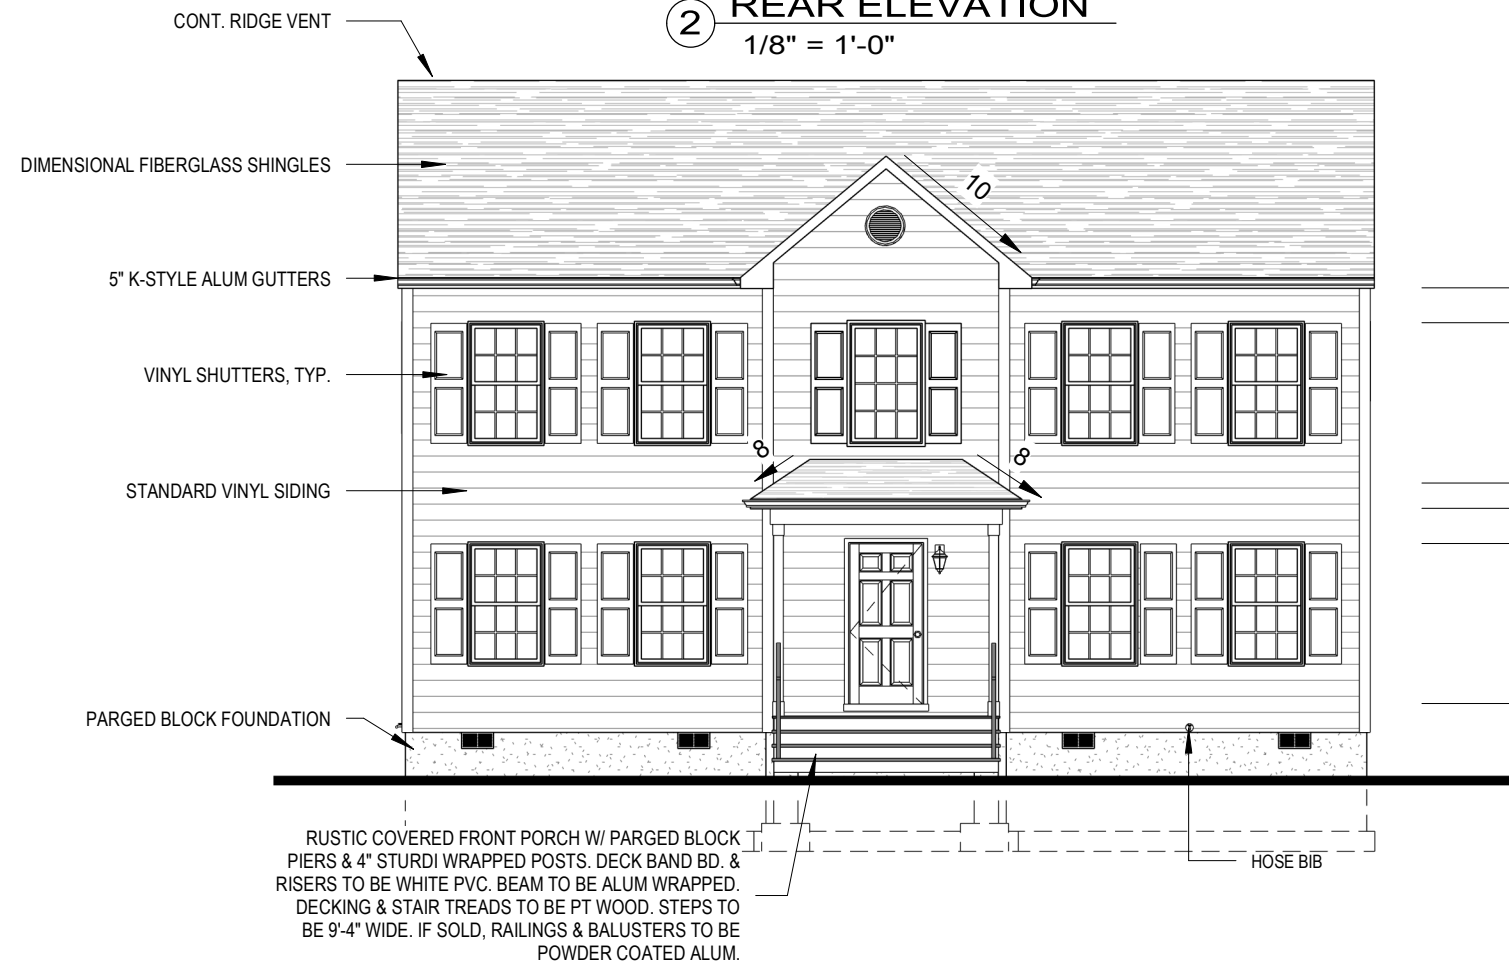 REAR ELEVATION
2
1/8" = 1'-0"
CONT. RIDGE VENT
DIMENSIONAL FIBERGLASS SHINGLES
10
5" K-STYLE ALUM GUTTERS
VINYL SHUTTERS, TYP.
8
8
STANDARD VINYL SIDING
PARGED BLOCK FOUNDATION
RUSTIC COVERED FRONT PORCH W/ PARGED BLOCK
PIERS & 4" STURDI WRAPPED POSTS. DECK BAND BD. &
RISERS TO BE WHITE PVC. BEAM TO BE ALUM WRAPPED.
DECKING & STAIR TREADS TO BE PT WOOD. STEPS TO
BE 9'-4" WIDE. IF SOLD, RAILINGS & BALUSTERS TO BE
POWDER COATED ALUM.
HOSE BIB